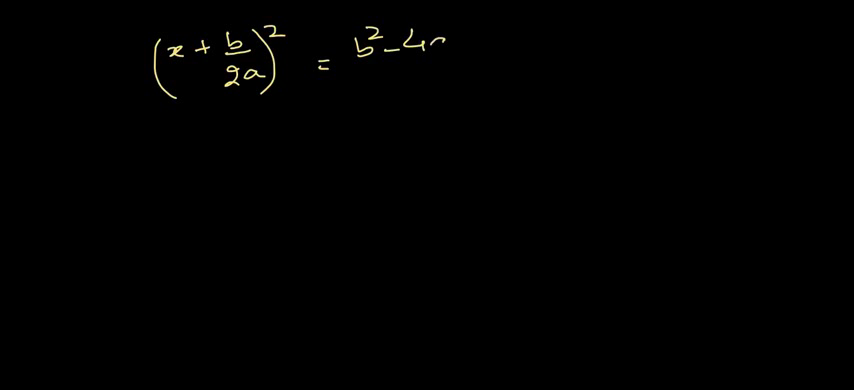 (x + b/2a)² = b² - 4